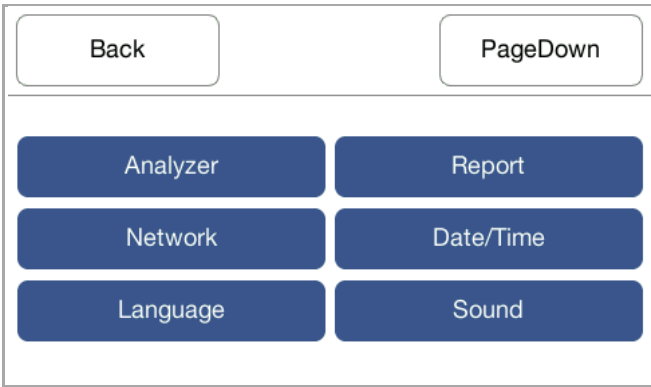 Back PageDown
Analyzer Report
Network Date/Time
Language Sound